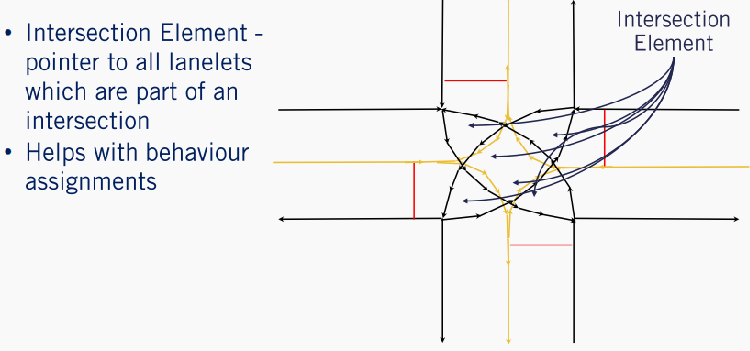 • Intersection Element -
pointer to all lanelets
which are part of an
intersection
• Helps with behaviour
assignments
Intersection
Element